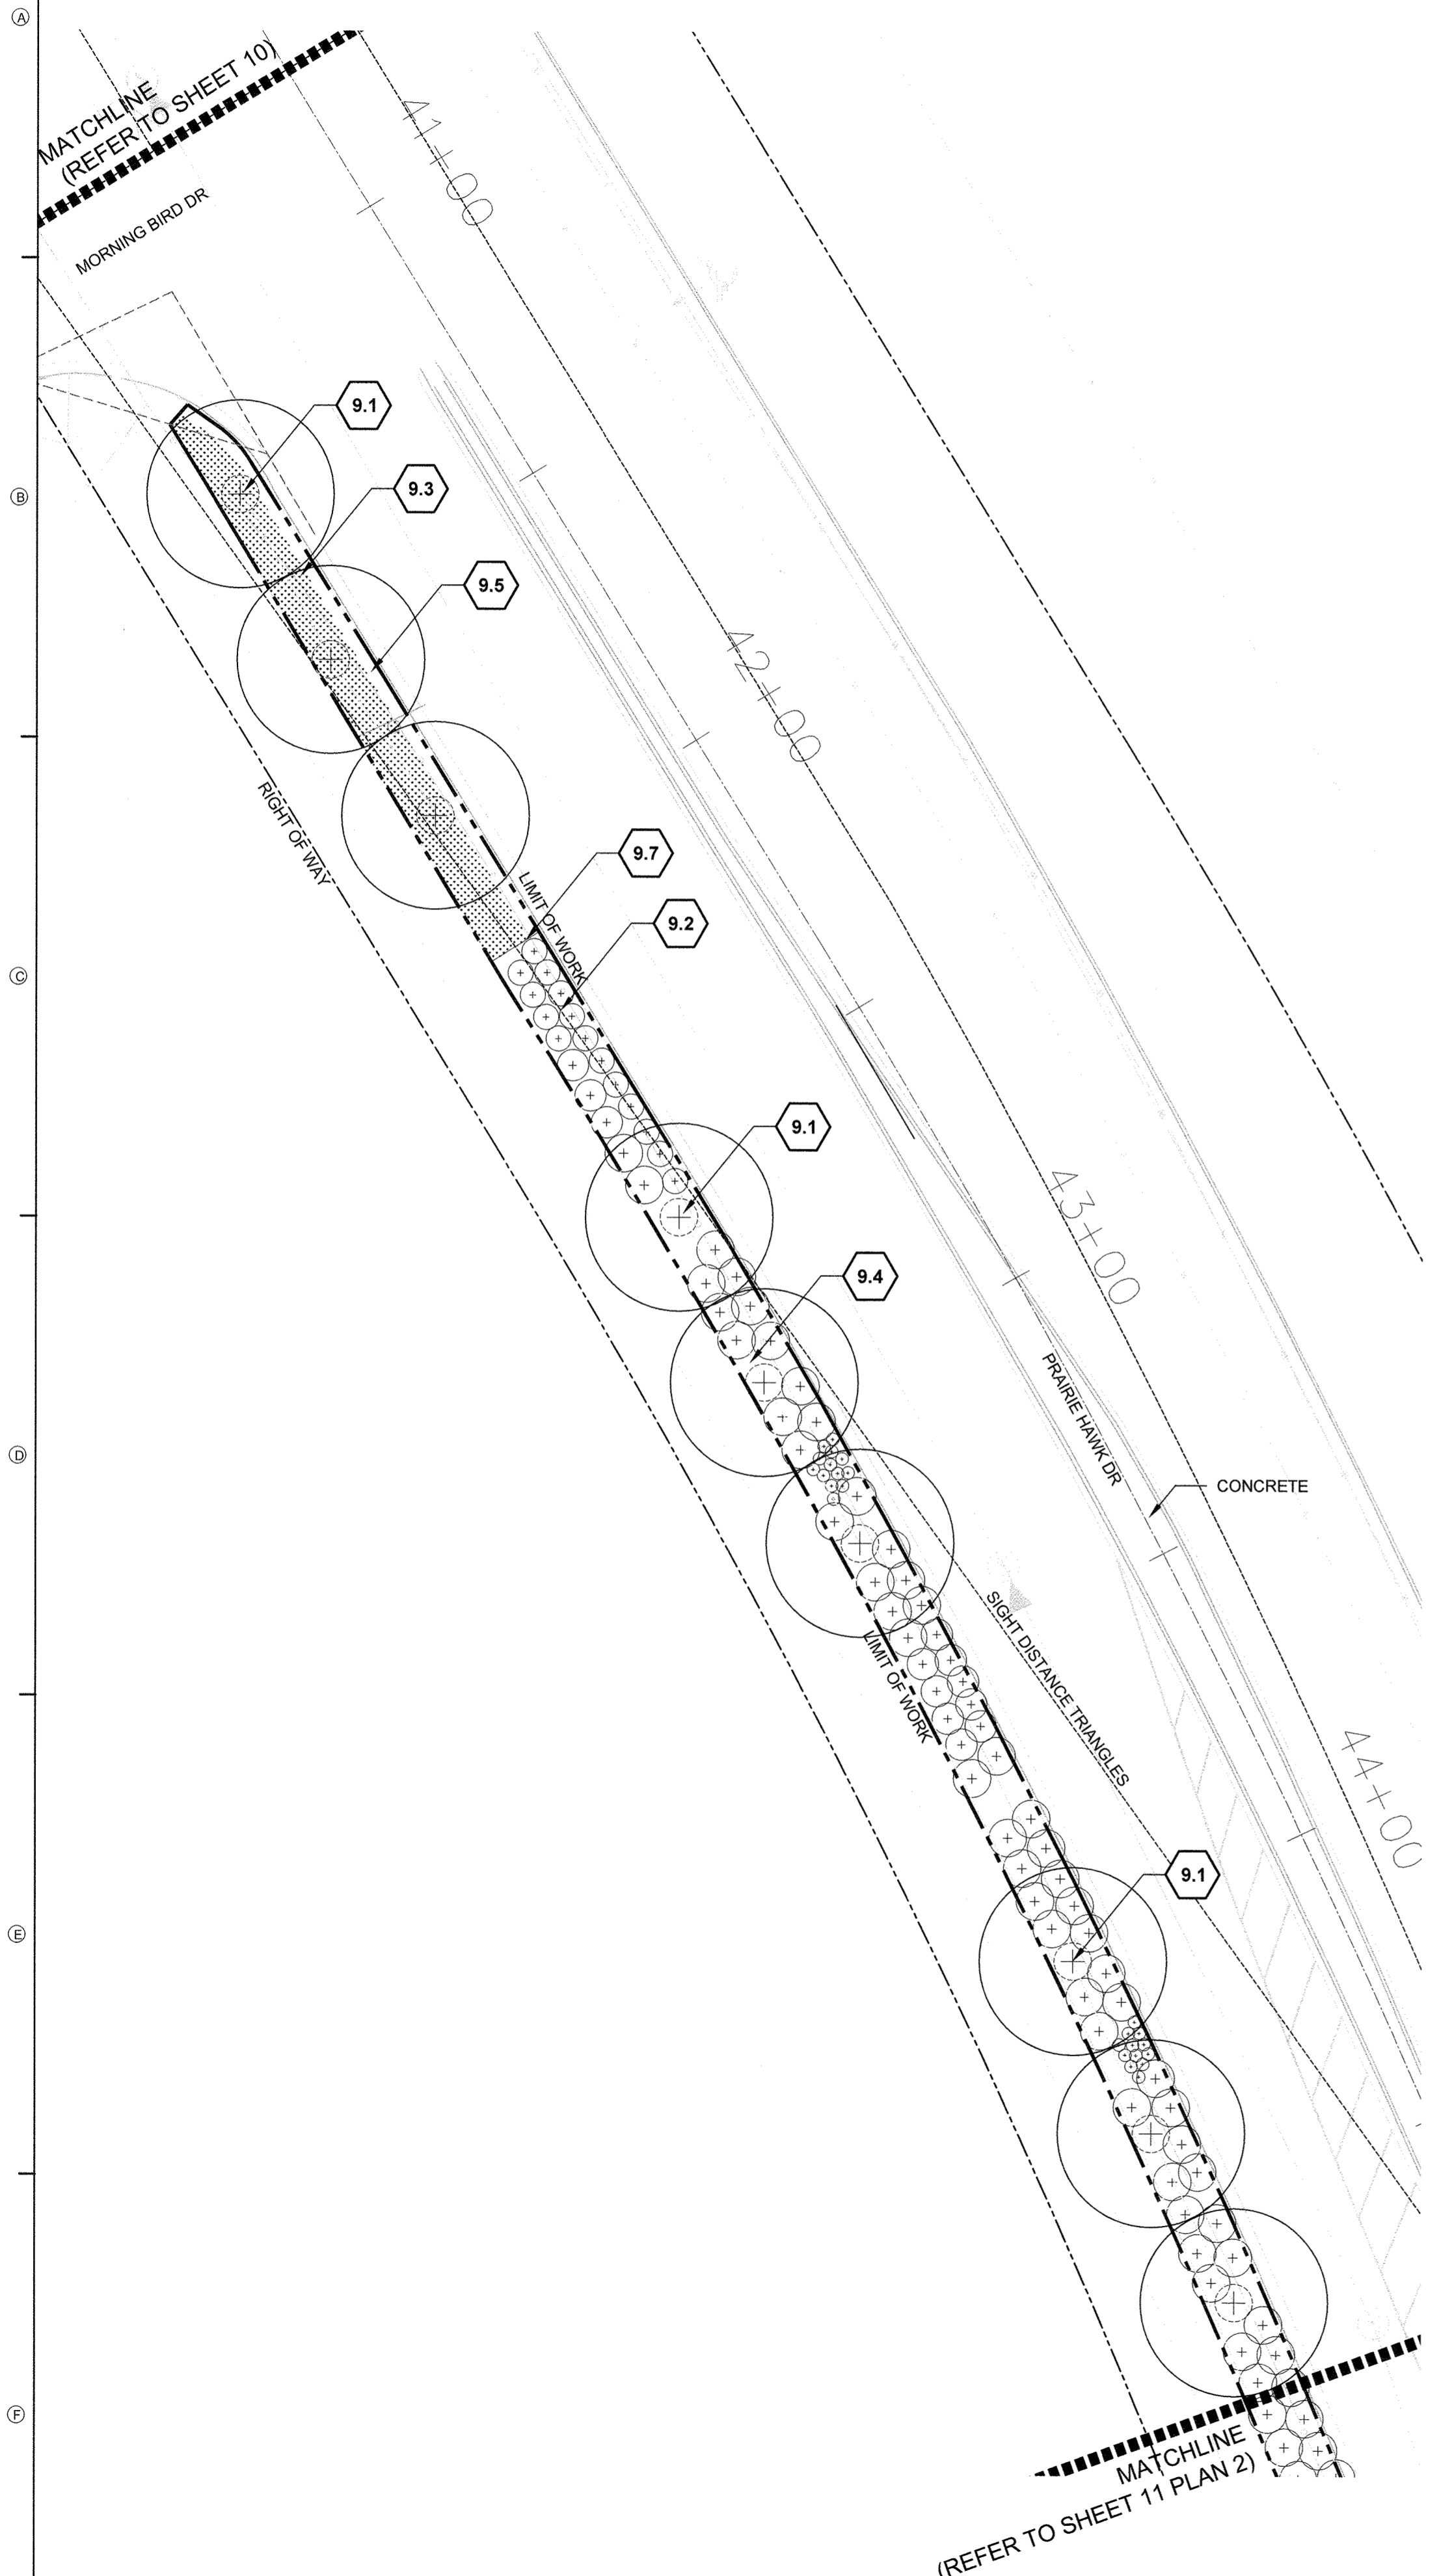 A
MATCHLINE
(REFER TO SHEET 10)
41+00
MORNING BIRD DR
9.1
B
9.3
9.5
42+00
RIGHT OF WAY
9.7
LIMIT OF WORK
9.2
C
9.1
43+00
9.4
PRAIRIE HAWK DR
D
CONCRETE
SIGHT DISTANCE TRIANGLES
LIMIT OF WORK
44+00
9.1
E
F
MATCHLINE
(REFER TO SHEET 11 PLAN 2)